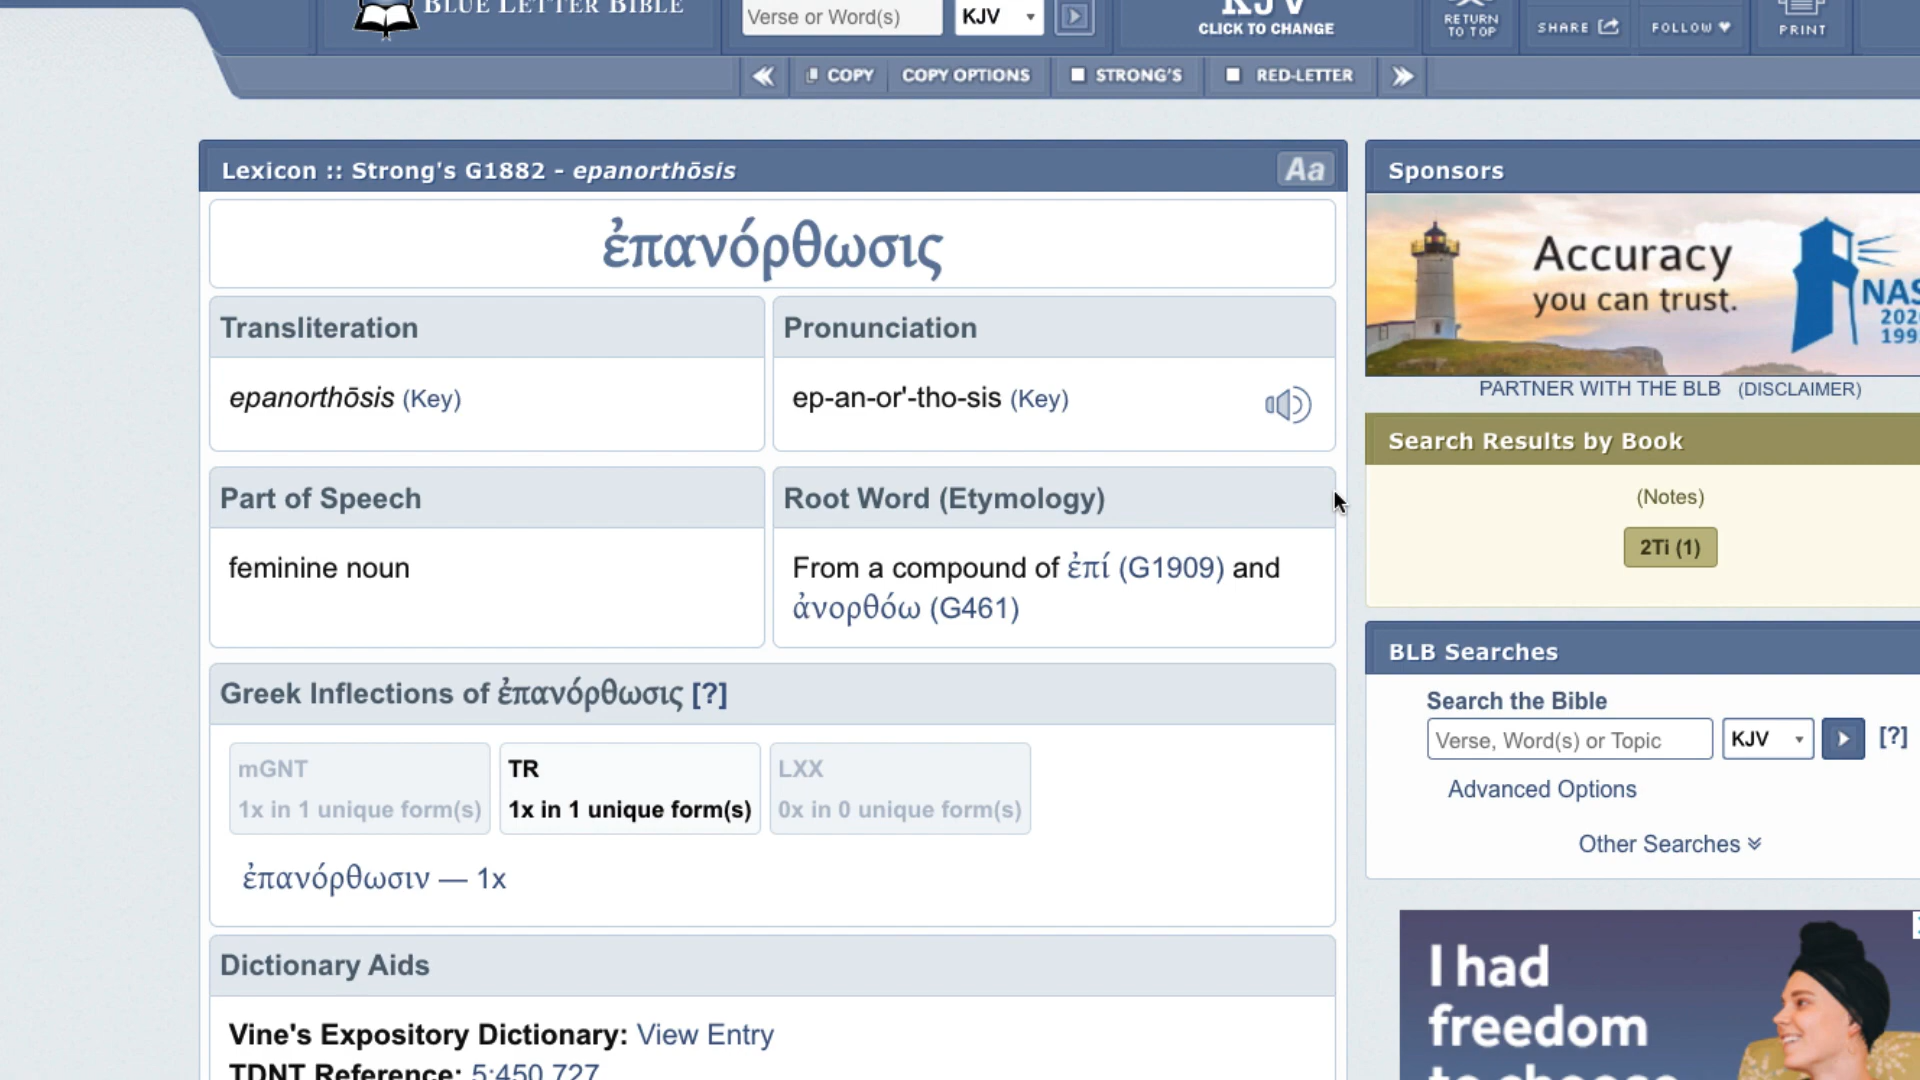 BLUE LETTER BIBLE
Verse or Word(s)
KJV
KJV
CLICK TO CHANGE
RETURN
TO TOP
SHARE
FOLLOW
PRINT
COPY
COPY OPTIONS
STRONG'S
RED-LETTER
Lexicon :: Strong's G1882 - epanorthōsis
Aa
ἐπανόρθωσις
Transliteration
epanorthōsis (Key)
Pronunciation
ep-an-or'-tho-sis (Key)
Part of Speech
feminine noun
Root Word (Etymology)
From a compound of ἐπί (G1909) and
ἀνορθόω (G461)
Greek Inflections of ἐπανόρθωσις [?]
mGNT
1x in 1 unique form(s)
TR
1x in 1 unique form(s)
LXX
0x in 0 unique form(s)
ἐπανόρθωσιν — 1x
Dictionary Aids
Vine's Expository Dictionary: View Entry
TDNT Reference: 5:450,727
Sponsors
Accuracy
you can trust.
NAS
202
199
PARTNER WITH THE BLB (DISCLAIMER)
Search Results by Book
(Notes)
2Ti (1)
BLB Searches
Search the Bible
Verse, Word(s) or Topic
KJV
[?]
Advanced Options
Other Searches
I had
freedom
to choose